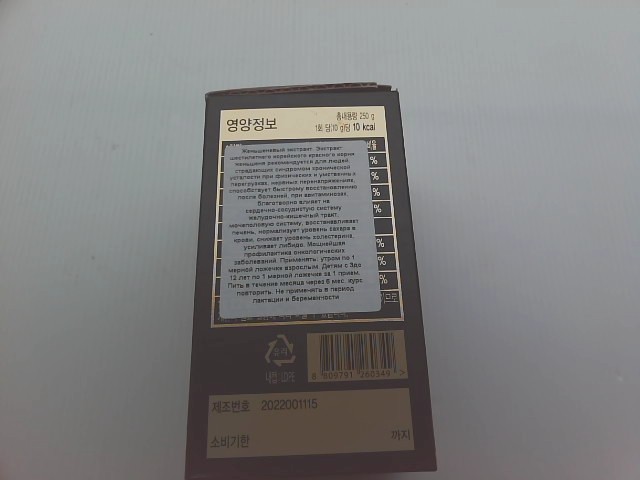 영양정보
총내용량 250 g
1회 당(10 g)당 10 kcal
Женьшеневый экстракт. Экстракт
шестилетнего корейского красного корня
женьшеня рекомендуется для людей,
страдающих синдромом хронической
усталости при физических и умственных
перегрузках, нервных перенапряжениях,
способствует быстрому восстановлению
после болезней, при авитаминозах.
Благотворно влияет на
сердечно-сосудистую систему
желудочно-кишечный тракт,
мочеполовую систему, восстанавливает
печень, нормализует уровень сахара в
крови, снижает уровень холестерина,
усиливает либидо. Мощнейшая
профилактика онкологических
заболеваний. Применять: утром по 1
мерной ложечке взрослым. Детям с 3до
12 лет по 1 мерной ложечке за 1 прием.
Пить в течение месяца через 6 мес. курс
повторить. Не применять в период
лактации и беременности
%
%
%
%
%
%
%
8 809791 260344 >
제조번호 2022001115
소비기한 까지